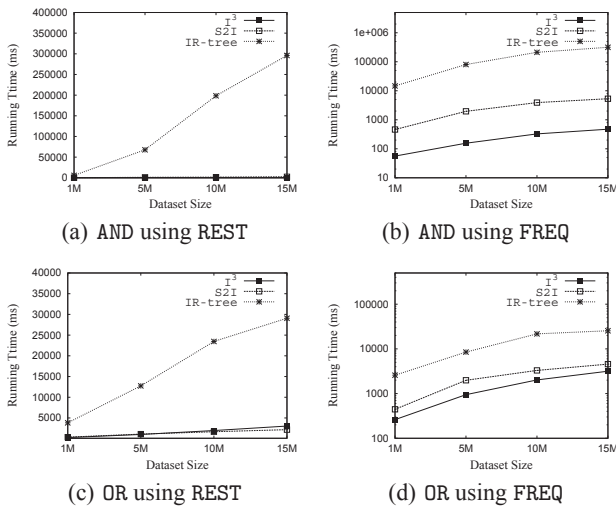 400000
350000
300000
250000
200000
150000
100000
50000
0
Running Ttime (ms)
I³
S2I
IR-tree
1M 5M 10M 15M
Dataset Size
(a) AND using REST
1e+006
100000
10000
1000
100
10
Running Ttime (ms)
I³
S2I
IR-tree
1M 5M 10M 15M
Dataset Size
(b) AND using FREQ
40000
35000
30000
25000
20000
15000
10000
5000
Running Ttime (ms)
I³
S2I
IR-tree
1M 5M 10M 15M
Dataset Size
(c) OR using REST
100000
10000
1000
100
Running Ttime (ms)
I³
S2I
IR-tree
1M 5M 10M 15M
Dataset Size
(d) OR using FREQ